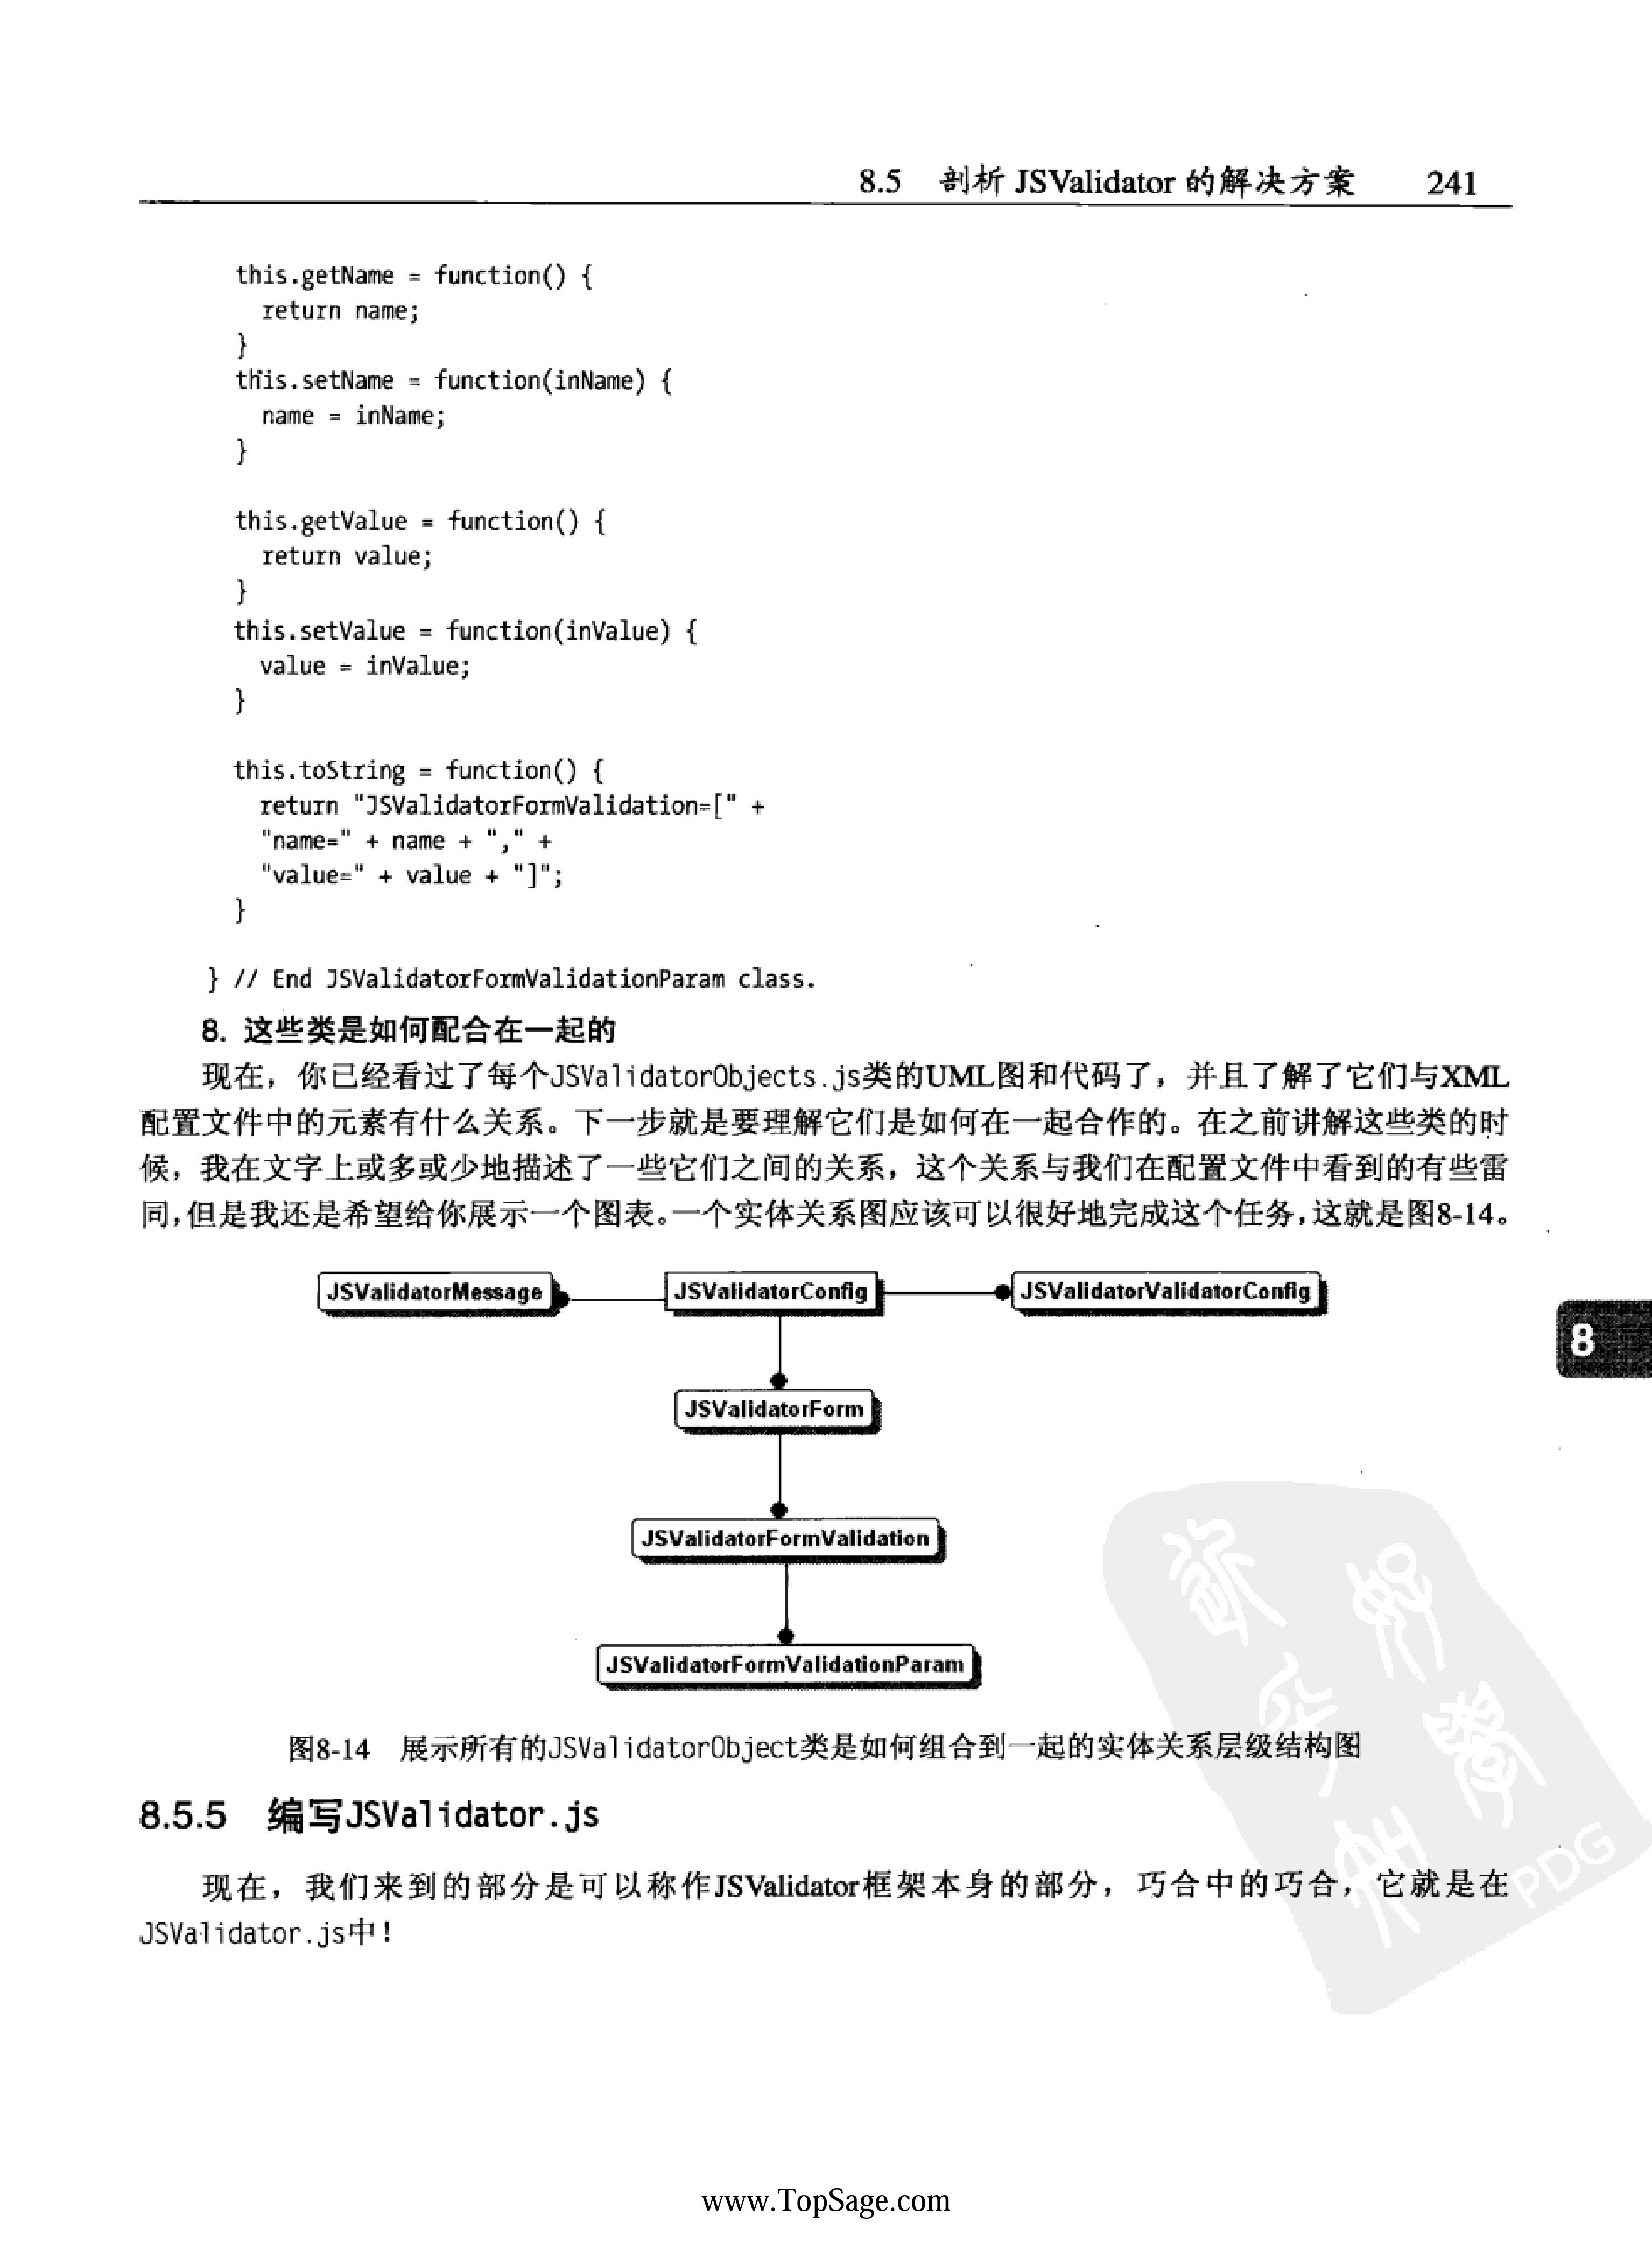 8.5 剖析 JSValidator 的解决方案 241
this.getName = function() {
return name;
}
this.setName = function(inName) {
name = inName;
}
this.getValue = function() {
return value;
}
this.setValue = function(inValue) {
value = inValue;
}
this.toString = function() {
return "JSValidatorFormValidation=[" +
"name=" + name + "," +
"value=" + value + "]";
}
} // End JSValidatorFormValidationParam class.
8. 这些类是如何配合在一起的
现在，你已经看过了每个JSValidatorObjects.js类的UML图和代码了，并且了解了它们与XML
配置文件中的元素有什么关系。下一步就是要理解它们是如何在一起合作的。在之前讲解这些类的时
候，我在文字上或多或少地描述了一些它们之间的关系，这个关系与我们在配置文件中看到的有些雷
同，但是我还是希望给你展示一个图表。一个实体关系图应该可以很好地完成这个任务，这就是图8-14。
JSValidatorMessage JSValidatorConfig JSValidatorValidatorConfig
8
JSValidatorForm
JSValidatorFormValidation
JSValidatorFormValidationParam
图8-14 展示所有的JSValidatorObject类是如何组合到一起的实体关系层级结构图
8.5.5 编写JSValidator.js
现在，我们来到的部分是可以称作JSValidator框架本身的部分，巧合中的巧合，它就是在
JSValidator.js中！
PDG
www.TopSage.com